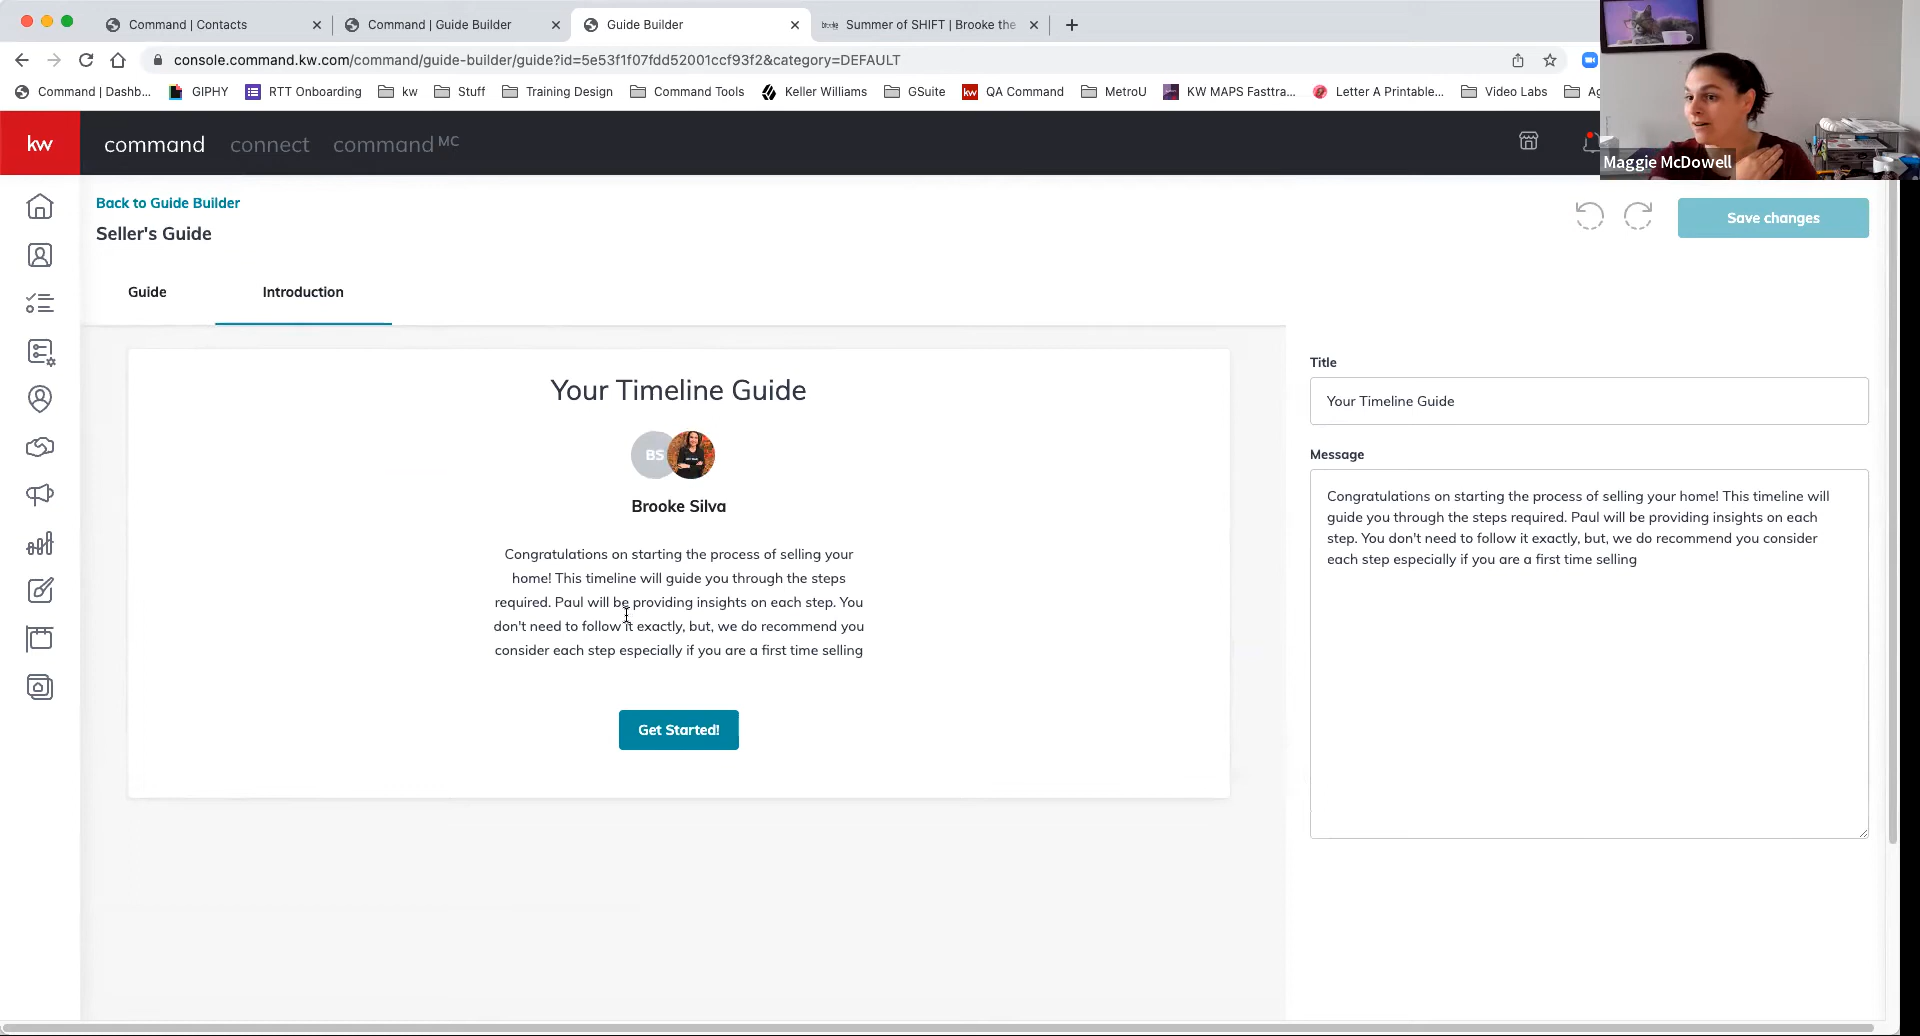 Command | Contacts
Command | Guide Builder
Guide Builder
Summer of SHIFT | Brooke the
console.command.kw.com/command/guide-builder/guide?id=5e53f1f07fdd52001ccf93f2&category=DEFAULT
Command | Dashb...
GIPHY
RTT Onboarding
kw
Stuff
Training Design
Command Tools
Keller Williams
GSuite
kw
QA Command
MetroU
KW MAPS Fasttra...
Letter A Printable...
Video Labs
Ag
Maggie McDowell
kw
command
connect
command MC
Back to Guide Builder
Seller's Guide
Save changes
Guide
Introduction
Your Timeline Guide
BS
Brooke Silva
Congratulations on starting the process of selling your
home! This timeline will guide you through the steps
required. Paul will be providing insights on each step. You
don't need to follow it exactly, but, we do recommend you
consider each step especially if you are a first time selling
Get Started!
Title
Your Timeline Guide
Message
Congratulations on starting the process of selling your home! This timeline will
guide you through the steps required. Paul will be providing insights on each
step. You don't need to follow it exactly, but, we do recommend you consider
each step especially if you are a first time selling